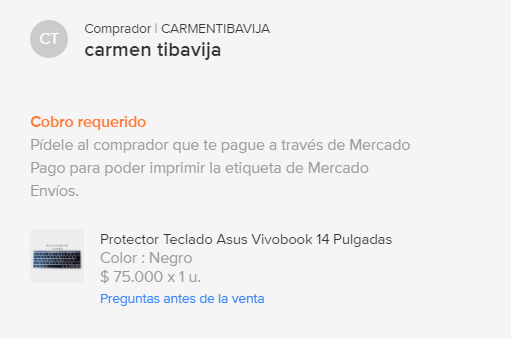 CT
Comprador | CARMENTIBAVIJA
carmen tibavija
Cobro requerido
Pídele al comprador que te pague a través de Mercado
Pago para poder imprimir la etiqueta de Mercado
Envíos.
Protector Teclado Asus Vivobook 14 Pulgadas
Color : Negro
$ 75.000 x 1 u.
Preguntas antes de la venta